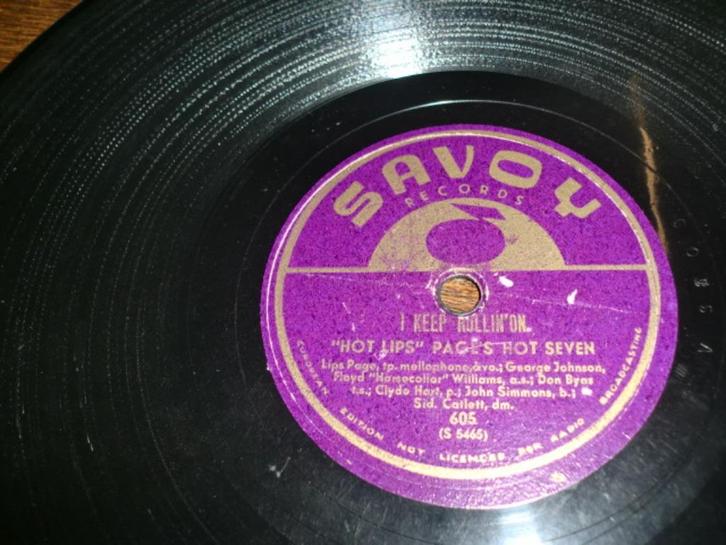 SAVOY
RECORDS
I KEEP ROLLIN' ON.
"HOT LIPS" PAGE'S HOT SEVEN
Lips Page, tp. mellophone,&vo.; George Johnson,
Floyd "Horsecollar" Williams, a.s.; Don Byas
t.s.; Clyde Hart, p.; John Simmons, b.;
Sid. Catlett, dm.
605
(S 5465)
EUROPEAN EDITION NOT LICENCED FOR RADIO BROADCASTING